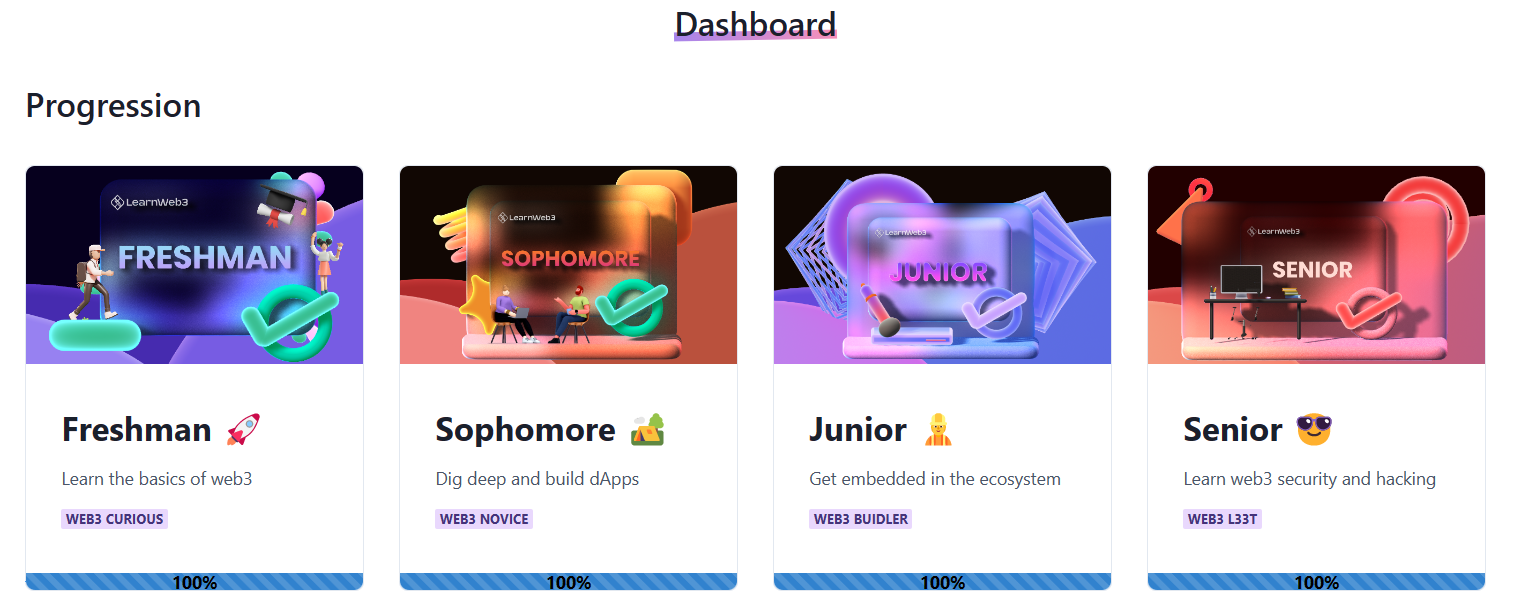 Dashboard
Progression
LearnWeb3
FRESHMAN
Freshman 🚀
Learn the basics of web3
WEB3 CURIOUS
100%
LearnWeb3
SOPHOMORE
Sophomore 🏕️
Dig deep and build dApps
WEB3 NOVICE
100%
LearnWeb3
JUNIOR
Junior 👷
Get embedded in the ecosystem
WEB3 BUIDLER
100%
LearnWeb3
SENIOR
Senior 😎
Learn web3 security and hacking
WEB3 L33T
100%